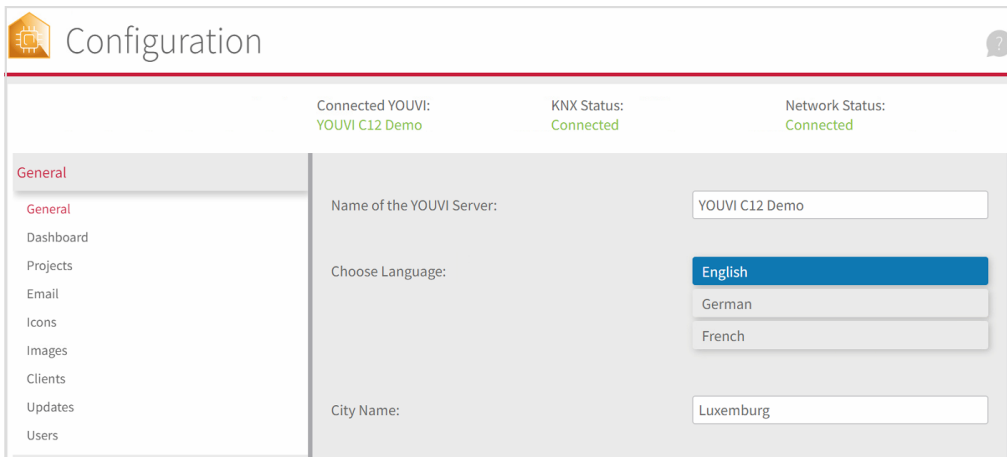 Configuration
?
Connected YOUVI: KNX Status: Network Status:
YOUVI C12 Demo Connected Connected
General
General
Dashboard
Projects
Email
Icons
Images
Clients
Updates
Users
Name of the YOUVI Server: YOUVI C12 Demo
Choose Language: English
German
French
City Name: Luxemburg